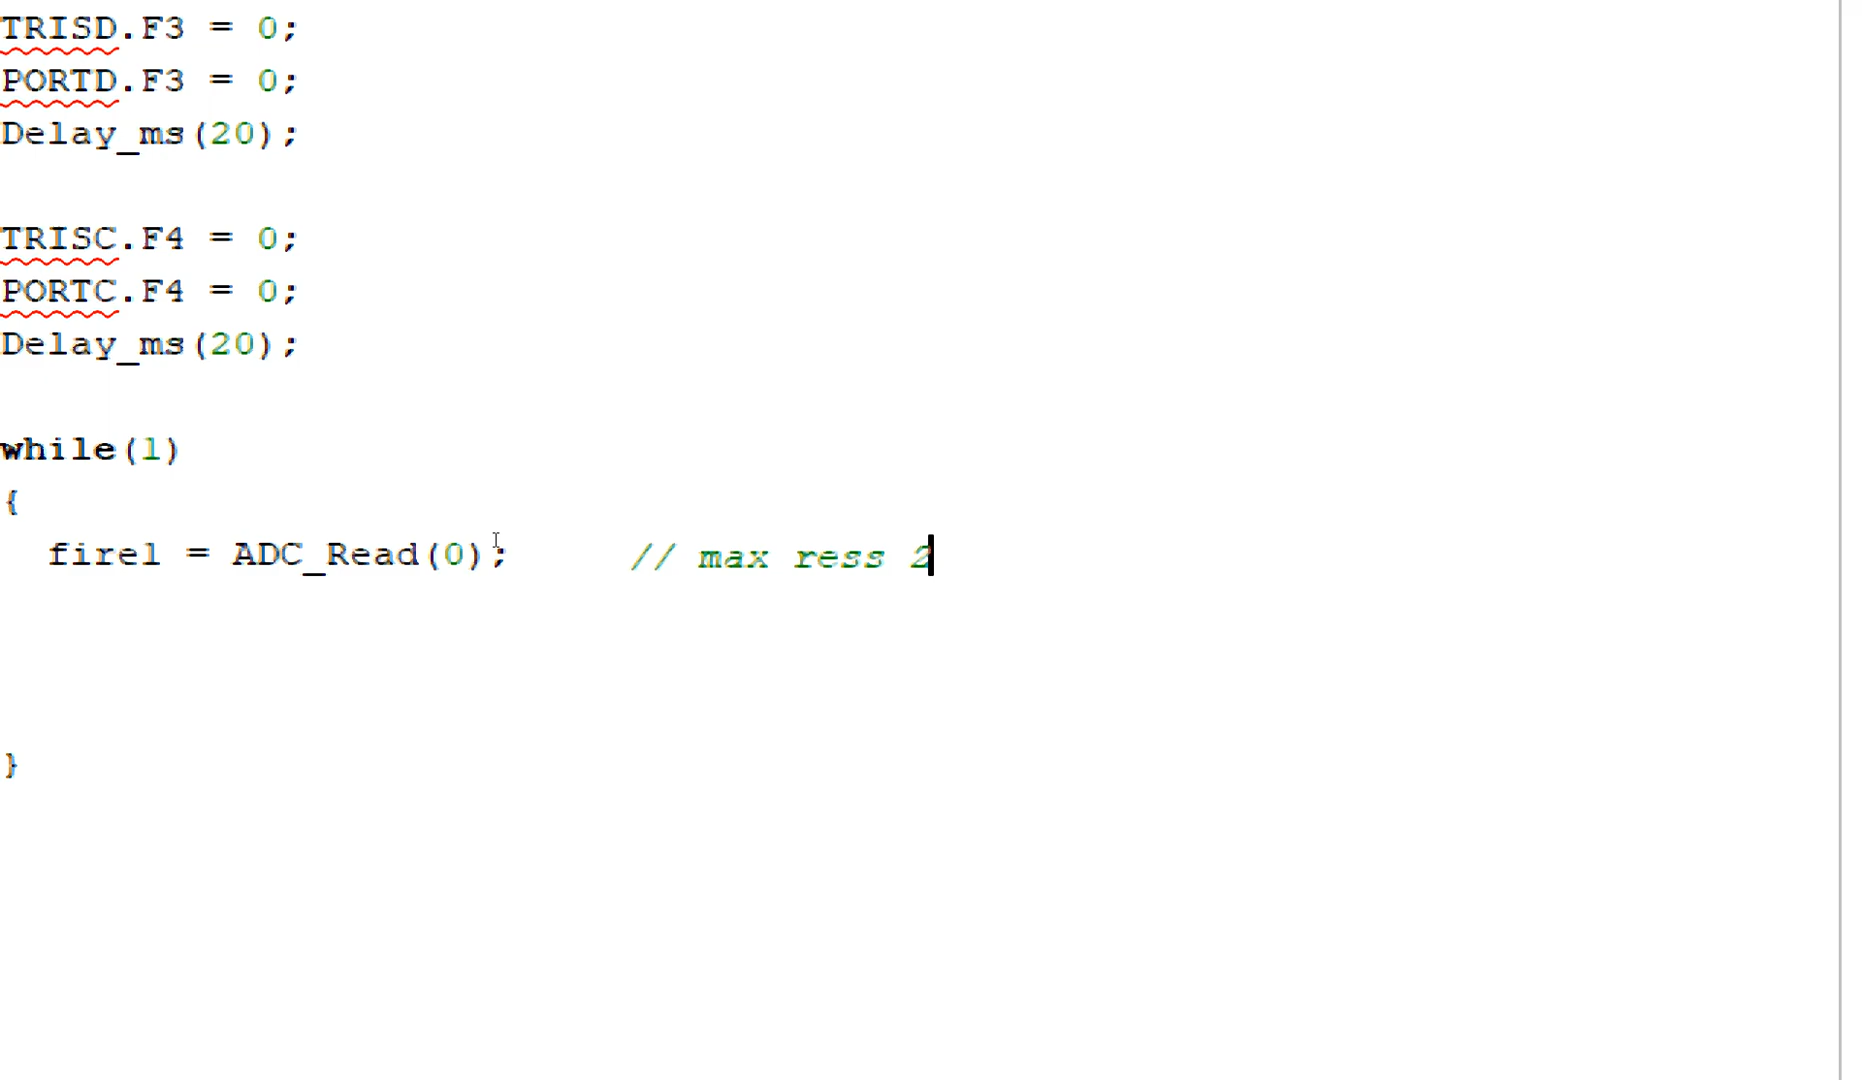 TRISD.F3 = 0;
PORTD.F3 = 0;
Delay_ms(20);
TRISC.F4 = 0;
PORTC.F4 = 0;
Delay_ms(20);
while(1)
{
fire1 = ADC_Read(0); // max ress 2
}